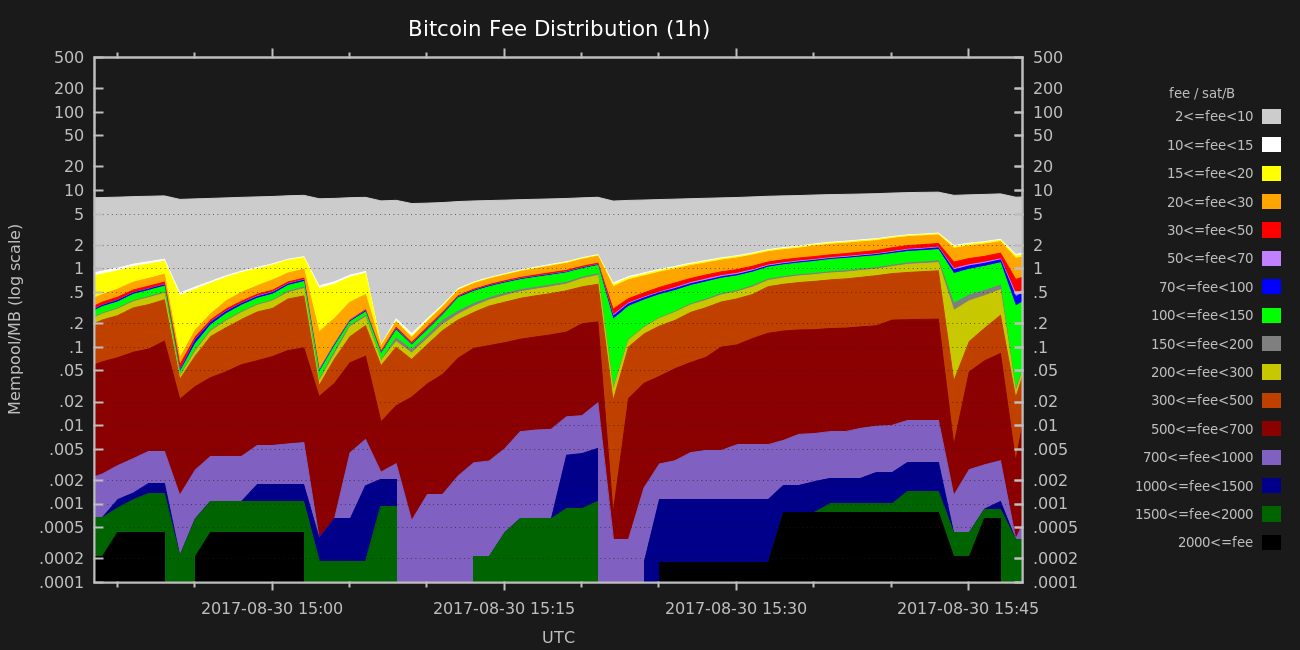 Bitcoin Fee Distribution (1h)
500 500
200 200
100 100
50 50
20 20
10 10
5 5
2 2
1 1
.5 .5
.2 .2
.1 .1
.05 .05
.02 .02
.01 .01
.005 .005
.002 .002
.001 .001
.0005 .0005
.0002 .0002
.0001 .0001
Mempool/MB (log scale)
2017-08-30 15:00 2017-08-30 15:15 2017-08-30 15:30 2017-08-30 15:45
UTC
fee / sat/B
2<=fee<10
10<=fee<15
15<=fee<20
20<=fee<30
30<=fee<50
50<=fee<70
70<=fee<100
100<=fee<150
150<=fee<200
200<=fee<300
300<=fee<500
500<=fee<700
700<=fee<1000
1000<=fee<1500
1500<=fee<2000
2000<=fee